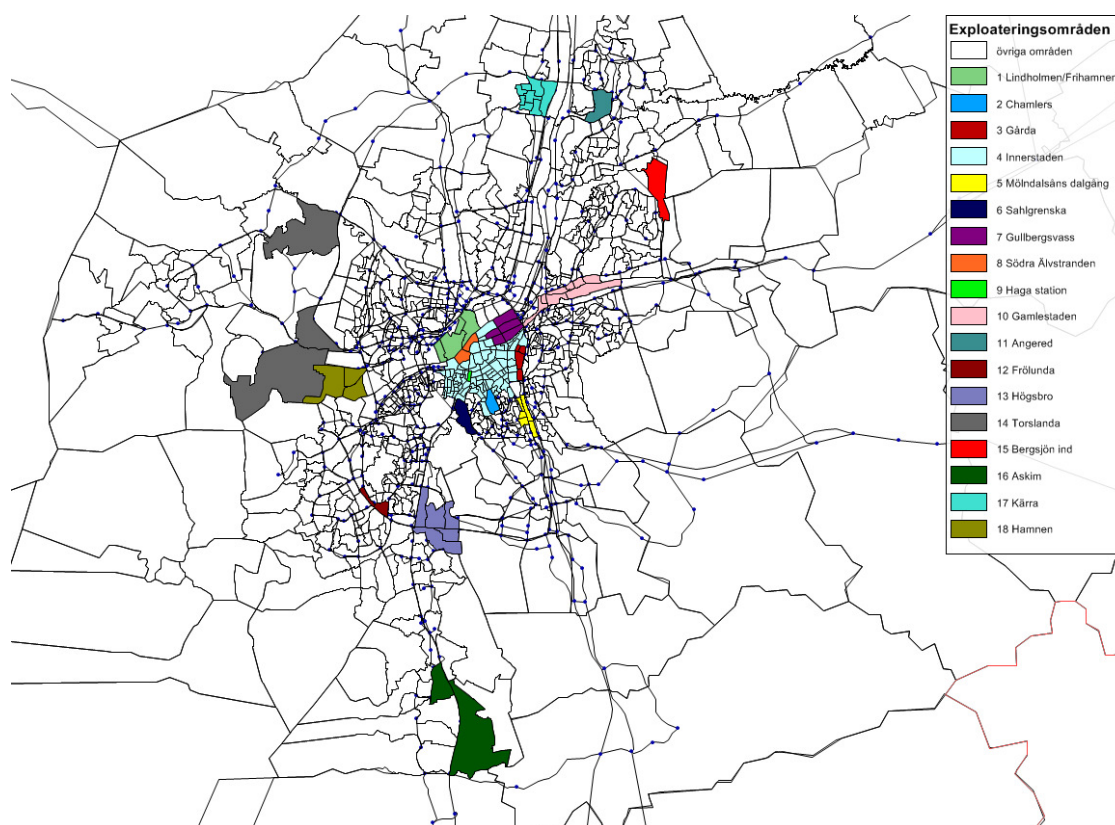 Exploateringsområden
övriga områden
1 Lindholmen/Frihamnen
2 Chamlers
3 Gårda
4 Innerstaden
5 Mölndalsåns dalgång
6 Sahlgrenska
7 Gullbergsvass
8 Södra Älvstranden
9 Haga station
10 Gamlestaden
11 Angered
12 Frölunda
13 Högsbro
14 Torslanda
15 Bergsjön ind
16 Askim
17 Kärra
18 Hamnen